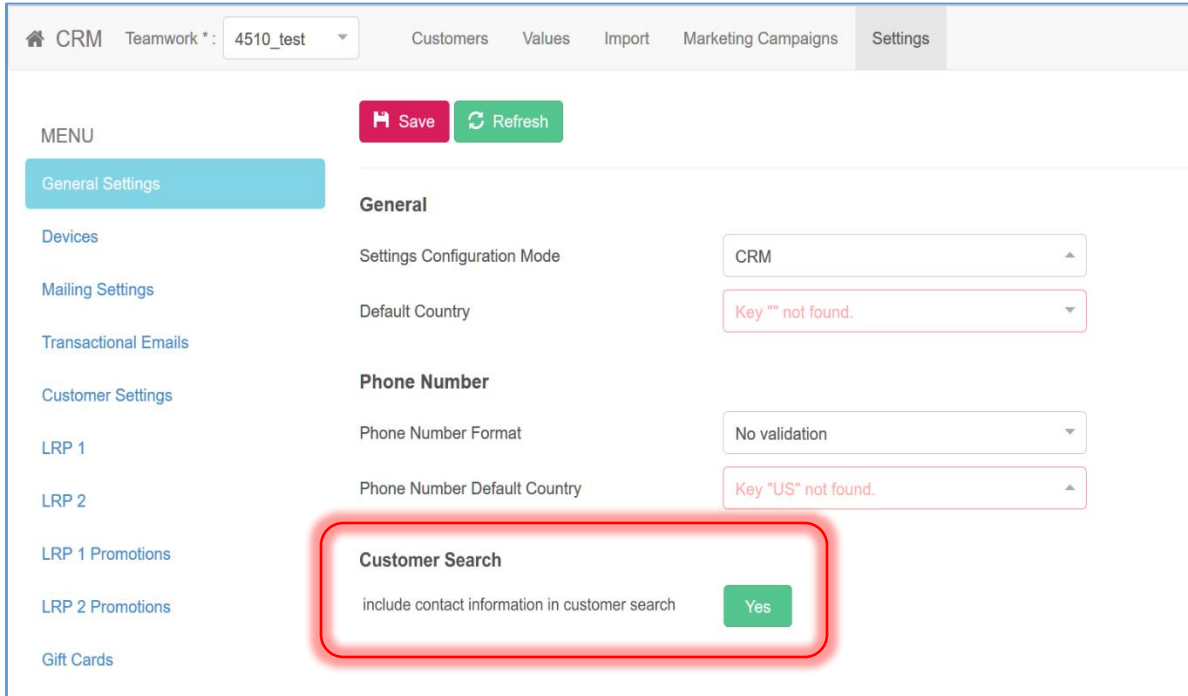 CRM Teamwork * : 4510_test Customers Values Import Marketing Campaigns Settings
Save Refresh
MENU
General Settings
Devices
Mailing Settings
Transactional Emails
Customer Settings
LRP 1
LRP 2
LRP 1 Promotions
LRP 2 Promotions
Gift Cards
General
Settings Configuration Mode CRM
Default Country Key "" not found.
Phone Number
Phone Number Format No validation
Phone Number Default Country Key "US" not found.
Customer Search
include contact information in customer search Yes